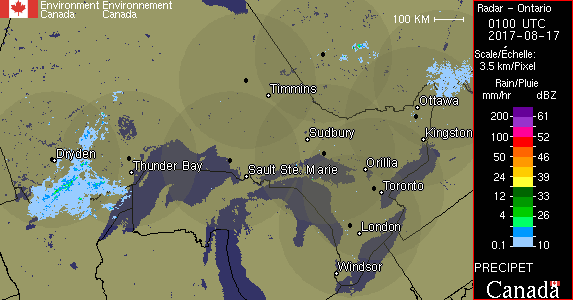 Environment Environnement
Canada Canada
100 KM
Timmins
Ottawa
Sudbury
Kingston
Dryden
Thunder Bay
Sault Ste. Marie
Orillia
Toronto
London
Windsor
Radar - Ontario
0100 UTC
2017-08-17
Scale/Échelle:
3.5 km/Pixel
Rain/Pluie
mm/hr dBZ
200 61
100 52
50 46
24 39
12 34
4 26
0.1 10
PRECIPET
Canada